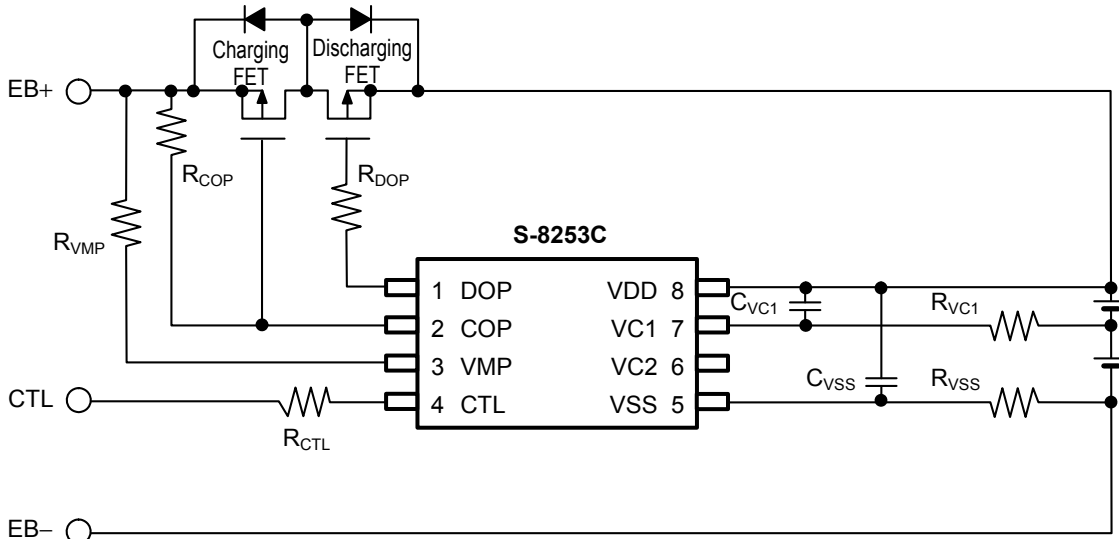 Charging FET
Discharging FET
EB+
R_COP
R_DOP
R_VMP
S-8253C
1 DOP
VDD 8
C_VC1
R_VC1
2 COP
VC1 7
3 VMP
VC2 6
C_VSS
R_VSS
CTL
4 CTL
VSS 5
R_CTL
EB−